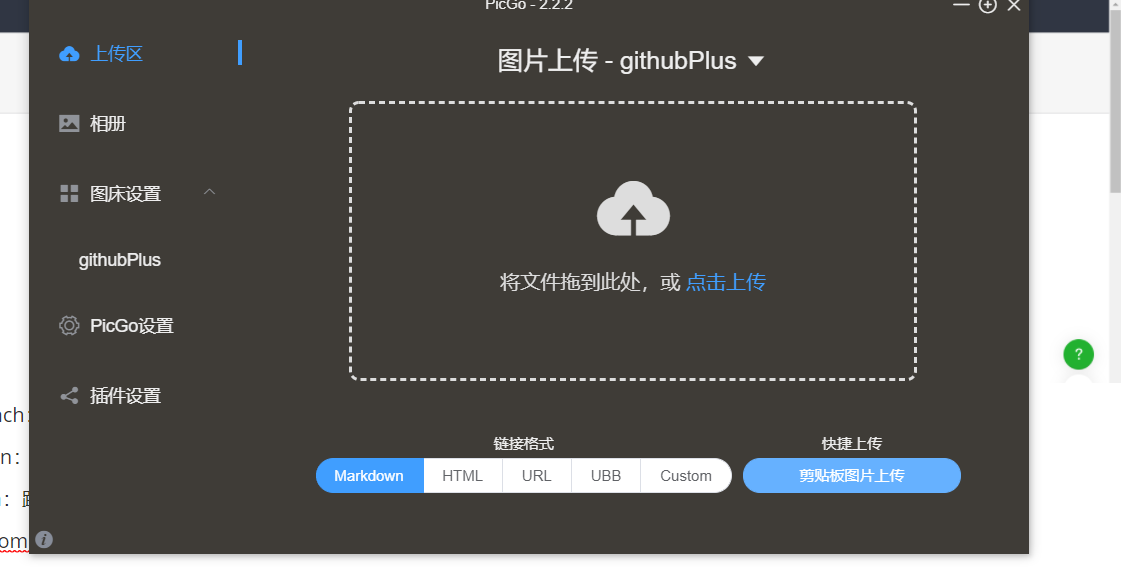 PicGo - 2.2.2
上传区
图片上传 - githubPlus
相册
图床设置
githubPlus
将文件拖到此处，或 点击上传
PicGo设置
?
插件设置
链接格式
快捷上传
Markdown
HTML
URL
UBB
Custom
剪贴板图片上传